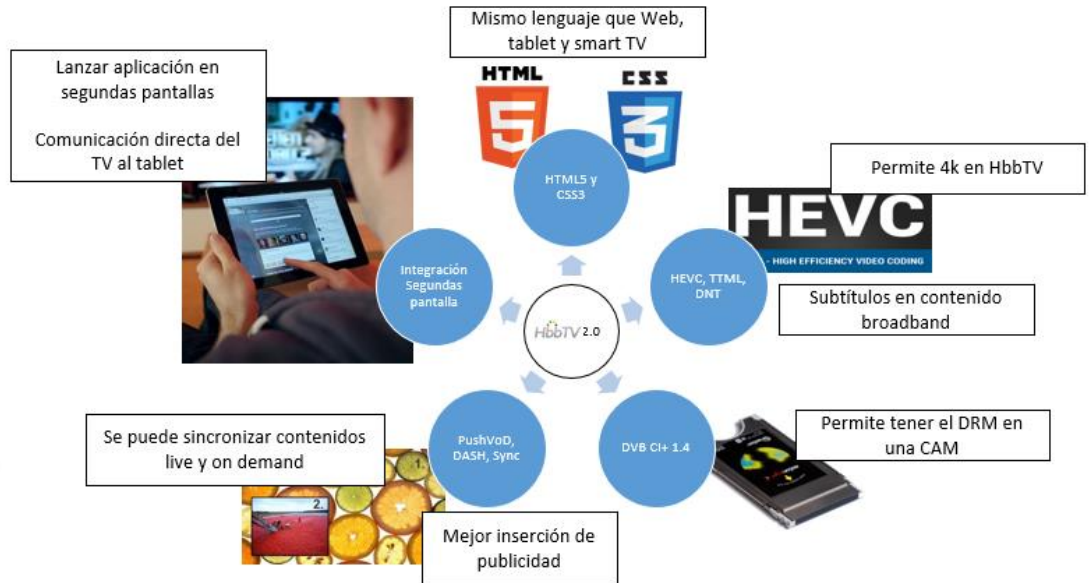 Mismo lenguaje que Web,
tablet y smart TV
HTML
5
CSS
3
Lanzar aplicación en
segundas pantallas
Comunicación directa del
TV al tablet
HTML5 y
CSS3
Permite 4k en HbbTV
HEVC
- HIGH EFFICIENCY VIDEO CODING
Integración
Segundas
pantalla
HEVC, TTML,
DNT
Subtítulos en contenido
broadband
HbbTV 2.0
Se puede sincronizar contenidos
live y on demand
PushVoD,
DASH, Sync
DVB CI+ 1.4
Permite tener el DRM en
una CAM
1.
2.
Mejor inserción de
publicidad